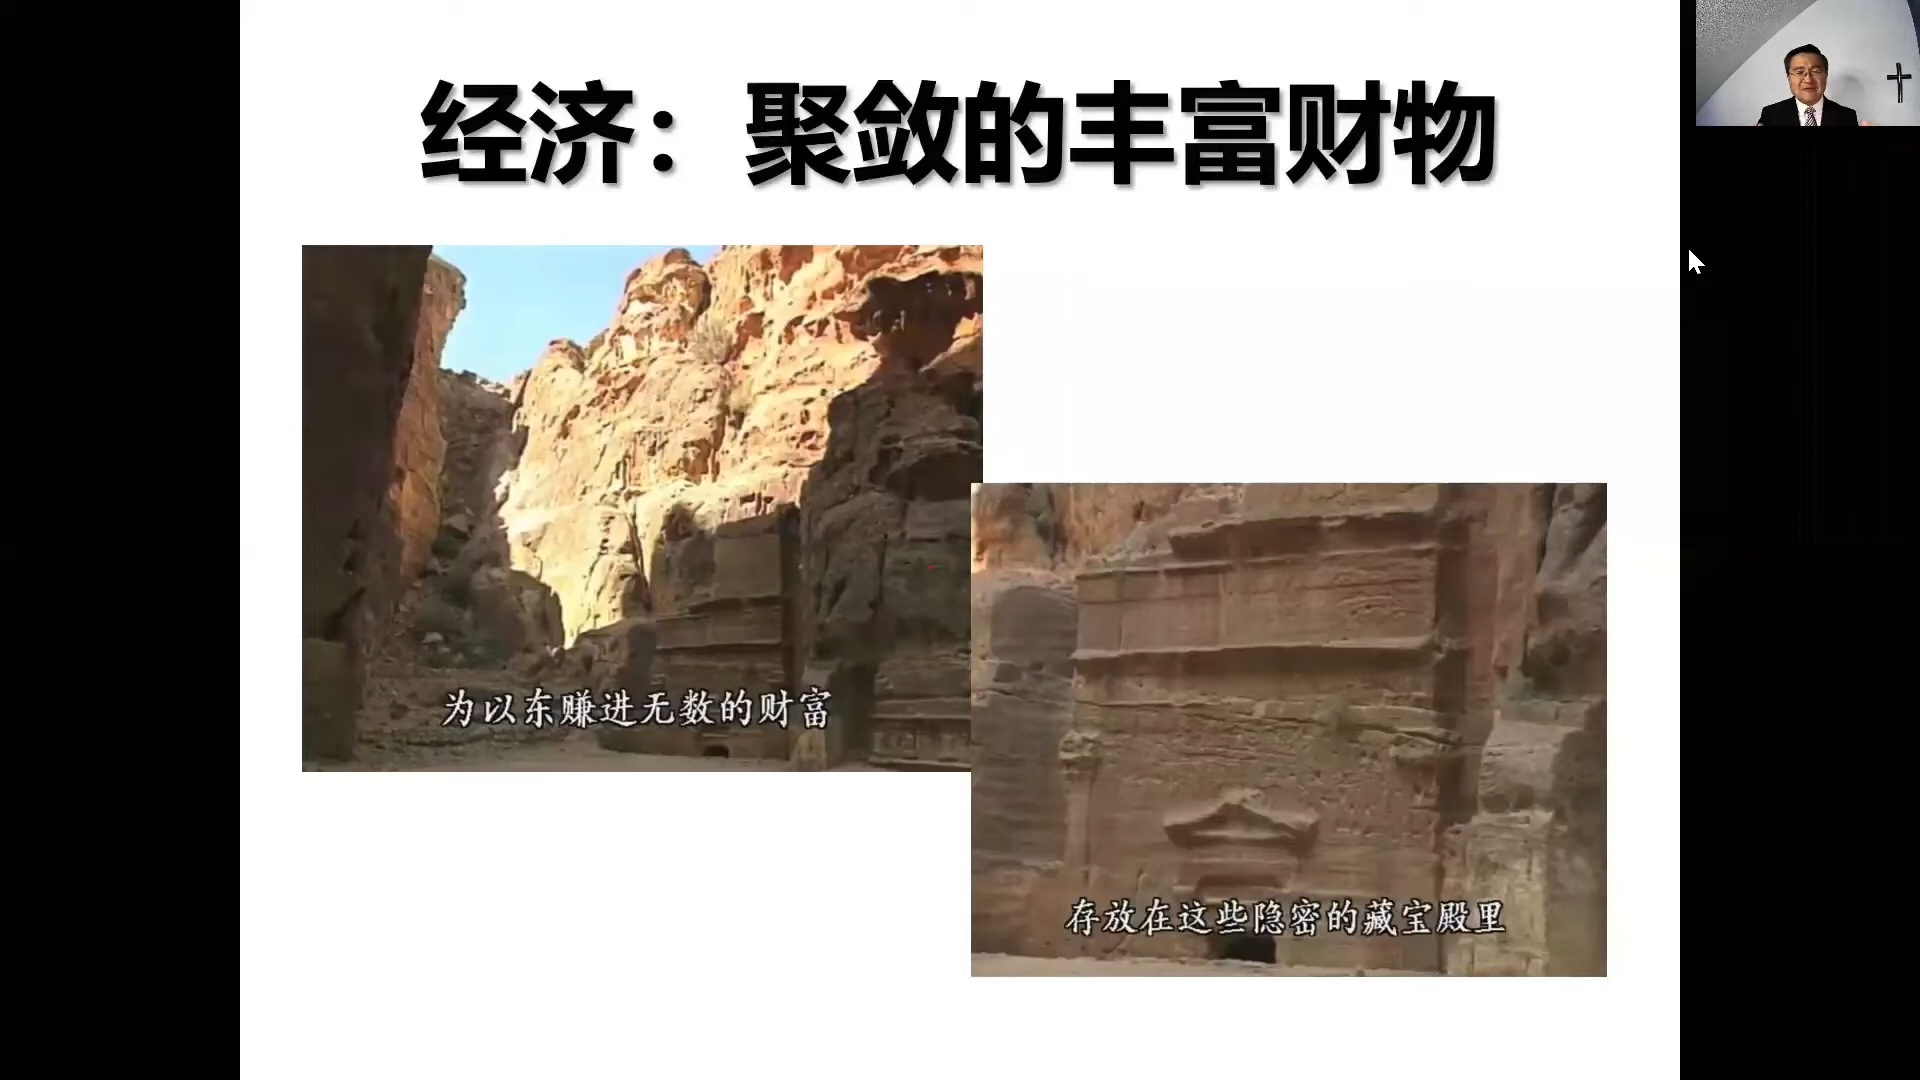 经济：聚敛的丰富财物
为以东赚进无数的财富
存放在这些隐密的藏宝殿里